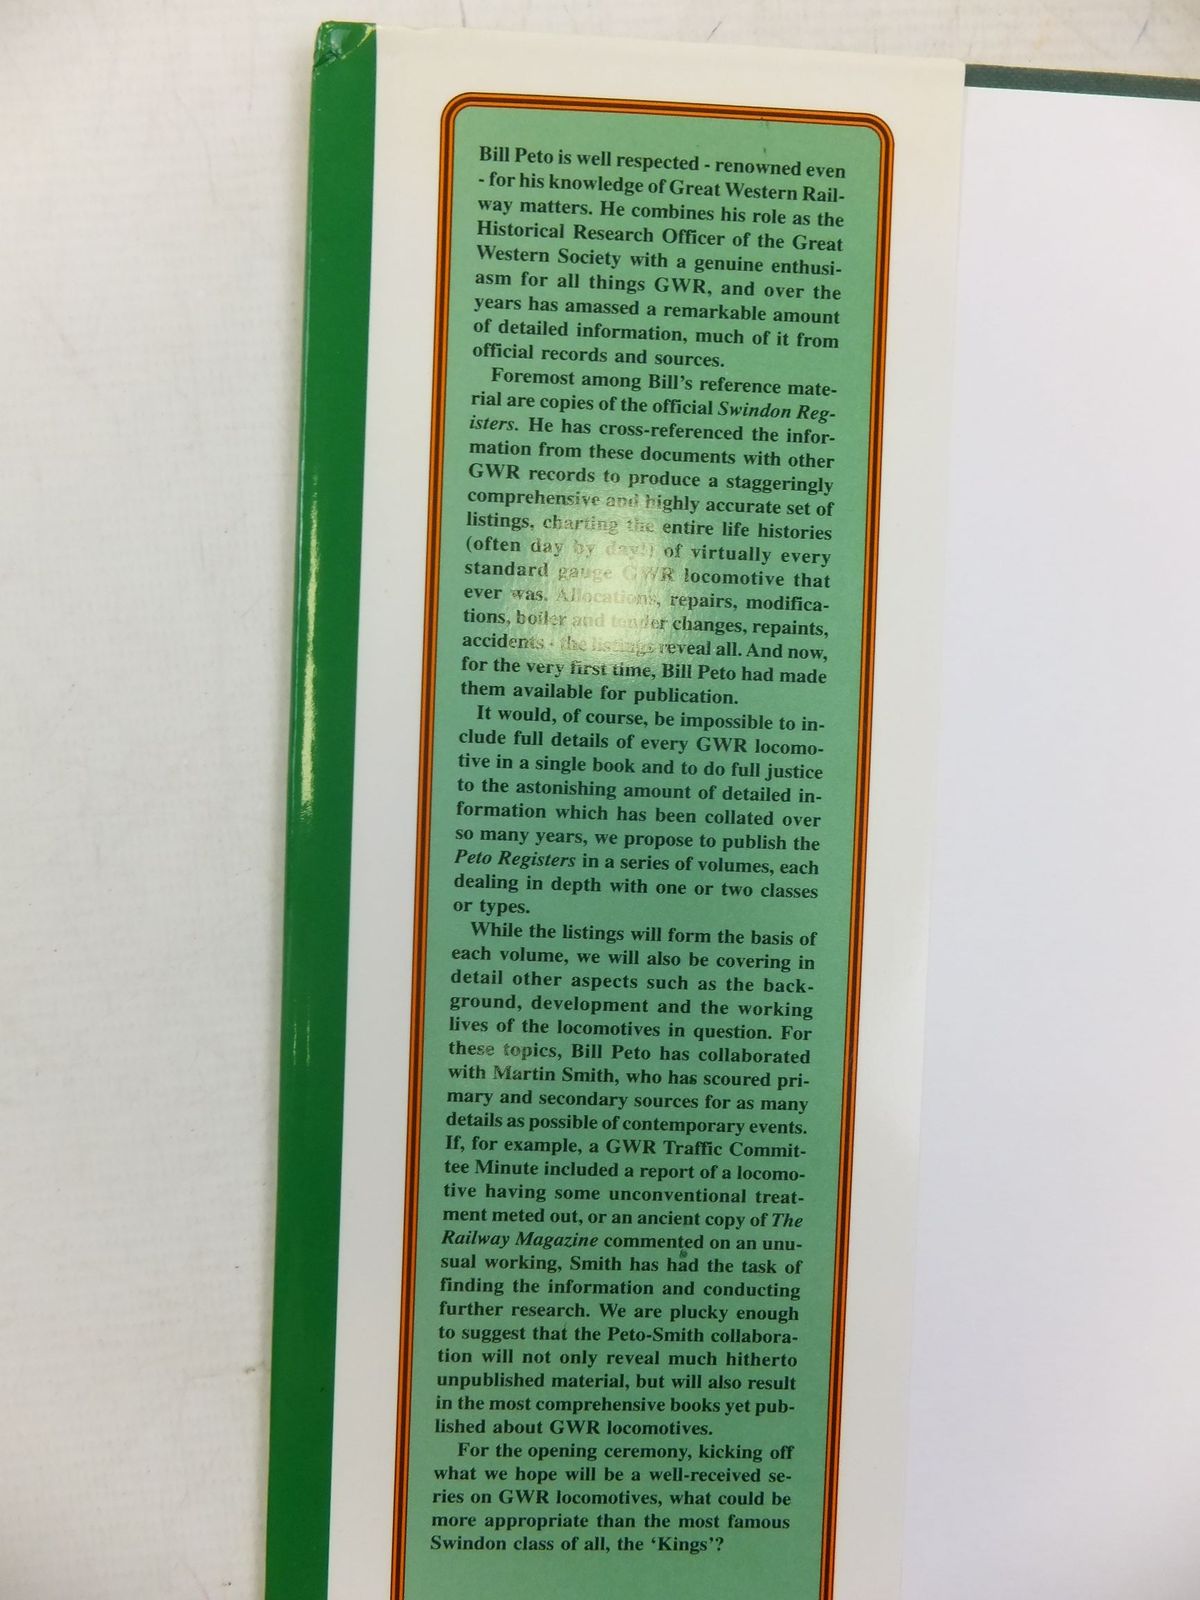 Bill Peto is well respected - renowned even
- for his knowledge of Great Western Rail-
way matters. He combines his role as the
Historical Research Officer of the Great
Western Society with a genuine enthusi-
asm for all things GWR, and over the
years has amassed a remarkable amount
of detailed information, much of it from
official records and sources.
Foremost among Bill's reference mate-
rial are copies of the official Swindon Reg-
isters. He has cross-referenced the infor-
mation from these documents with other
GWR records to produce a staggeringly
comprehensive and highly accurate set of
listings, charting the entire life histories
(often day by day!) of virtually every
standard gauge GWR locomotive that
ever was. Allocations, repairs, modifica-
tions, boiler and tender changes, repaints,
accidents - the listings reveal all. And now,
for the very first time, Bill Peto had made
them available for publication.
It would, of course, be impossible to in-
clude full details of every GWR locomo-
tive in a single book and to do full justice
to the astonishing amount of detailed in-
formation which has been collated over
so many years, we propose to publish the
Peto Registers in a series of volumes, each
dealing in depth with one or two classes
or types.
While the listings will form the basis of
each volume, we will also be covering in
detail other aspects such as the back-
ground, development and the working
lives of the locomotives in question. For
these topics, Bill Peto has collaborated
with Martin Smith, who has scoured pri-
mary and secondary sources for as many
details as possible of contemporary events.
If, for example, a GWR Traffic Commit-
tee Minute included a report of a locomo-
tive having some unconventional treat-
ment meted out, or an ancient copy of The
Railway Magazine commented on an unu-
sual working, Smith has had the task of
finding the information and conducting
further research. We are plucky enough
to suggest that the Peto-Smith collabora-
tion will not only reveal much hitherto
unpublished material, but will also result
in the most comprehensive books yet pub-
lished about GWR locomotives.
For the opening ceremony, kicking off
what we hope will be a well-received se-
ries on GWR locomotives, what could be
more appropriate than the most famous
Swindon class of all, the 'Kings'?